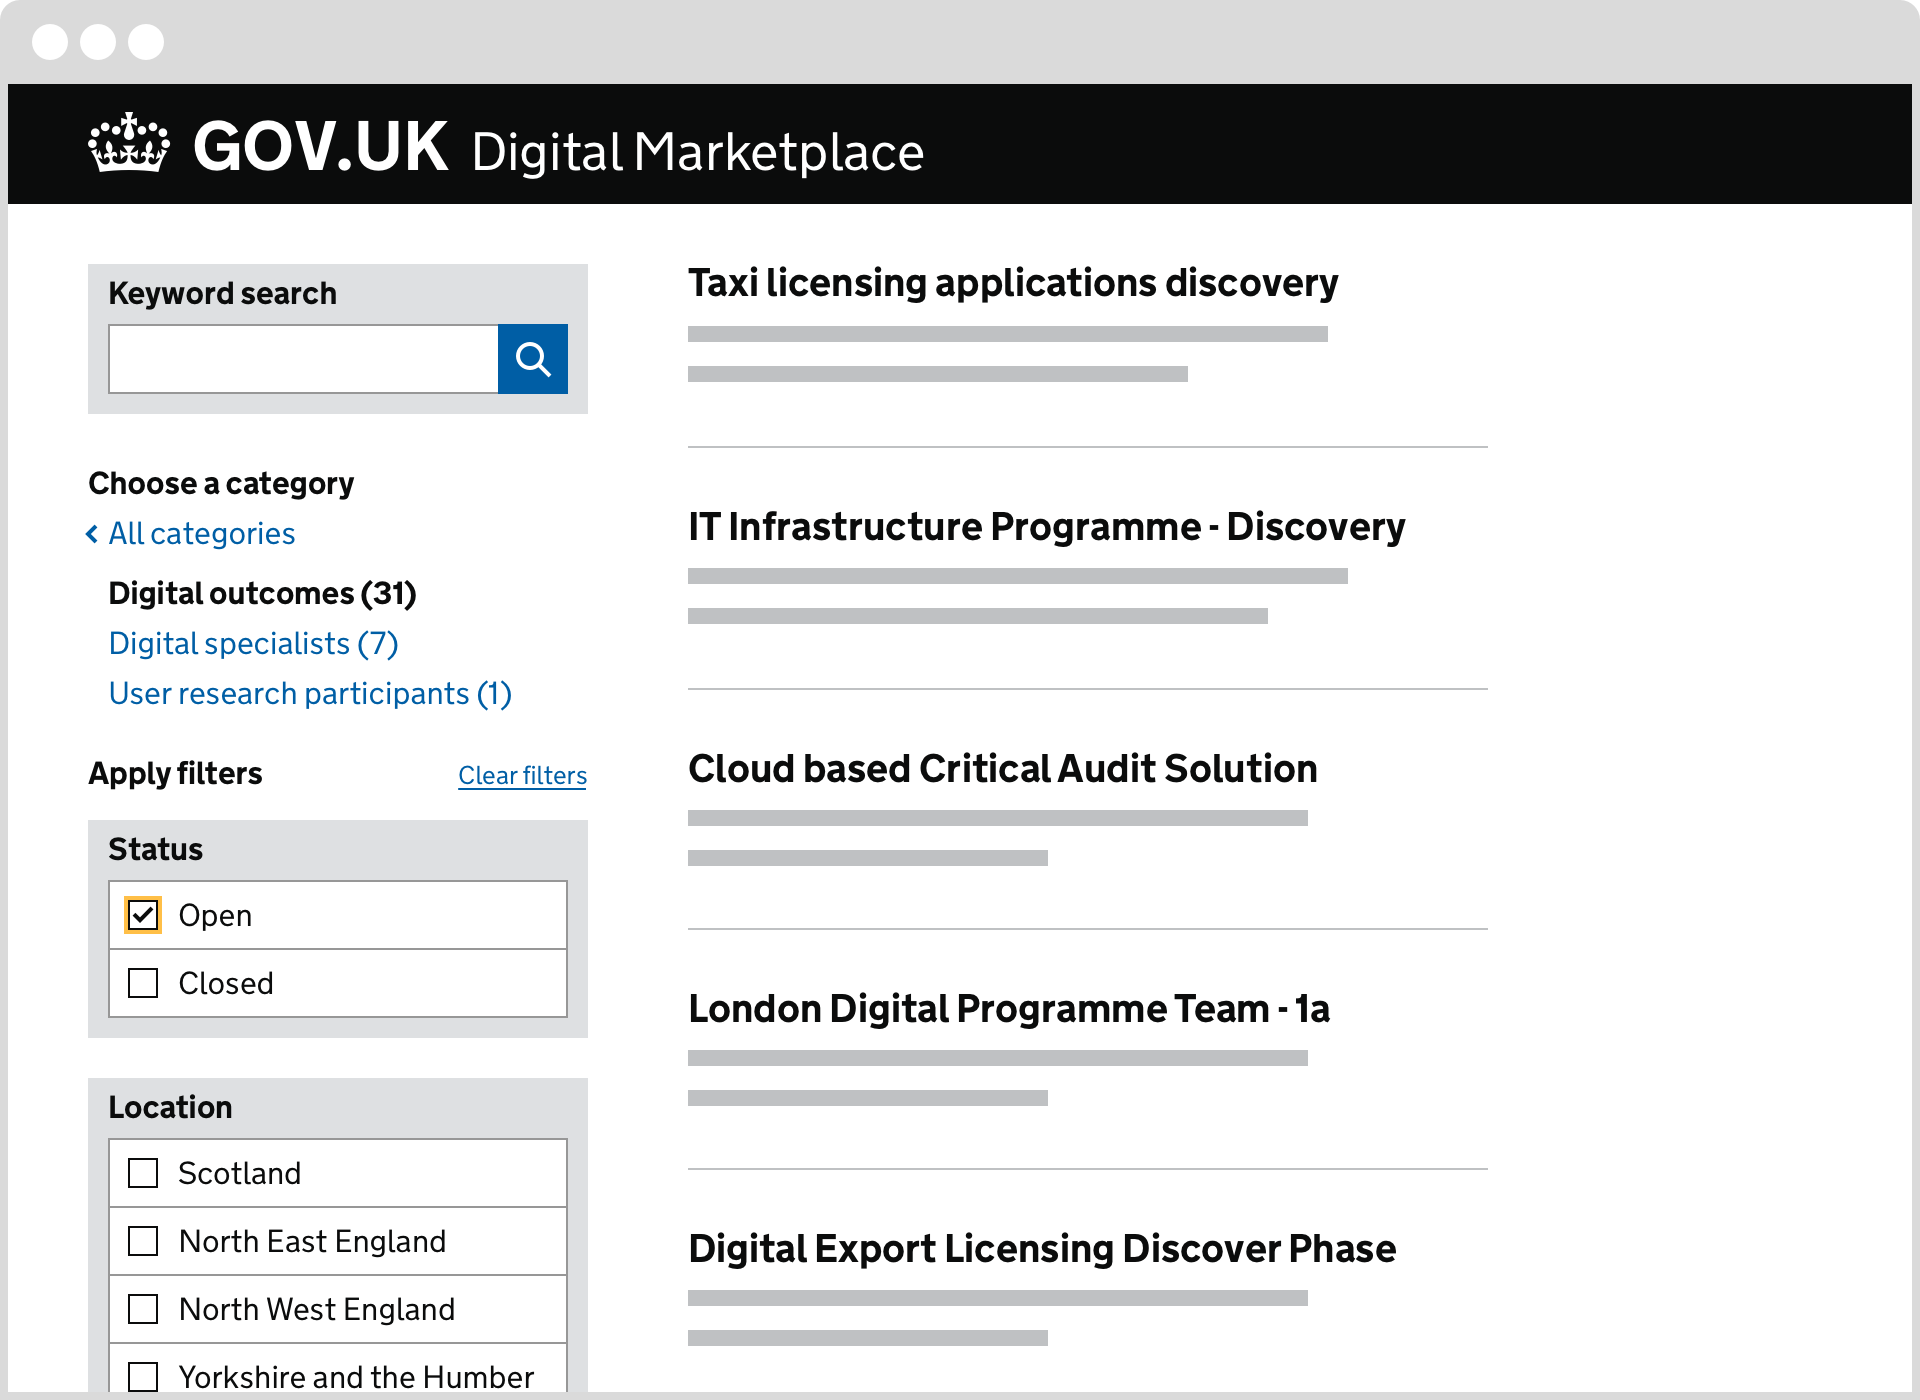 GOV.UK Digital Marketplace
Keyword search
Choose a category
All categories
Digital outcomes (31)
Digital specialists (7)
User research participants (1)
Apply filters
Clear filters
Status
Open
Closed
Location
Scotland
North East England
North West England
Yorkshire and the Humber
Taxi licensing applications discovery
IT Infrastructure Programme - Discovery
Cloud based Critical Audit Solution
London Digital Programme Team - 1a
Digital Export Licensing Discover Phase